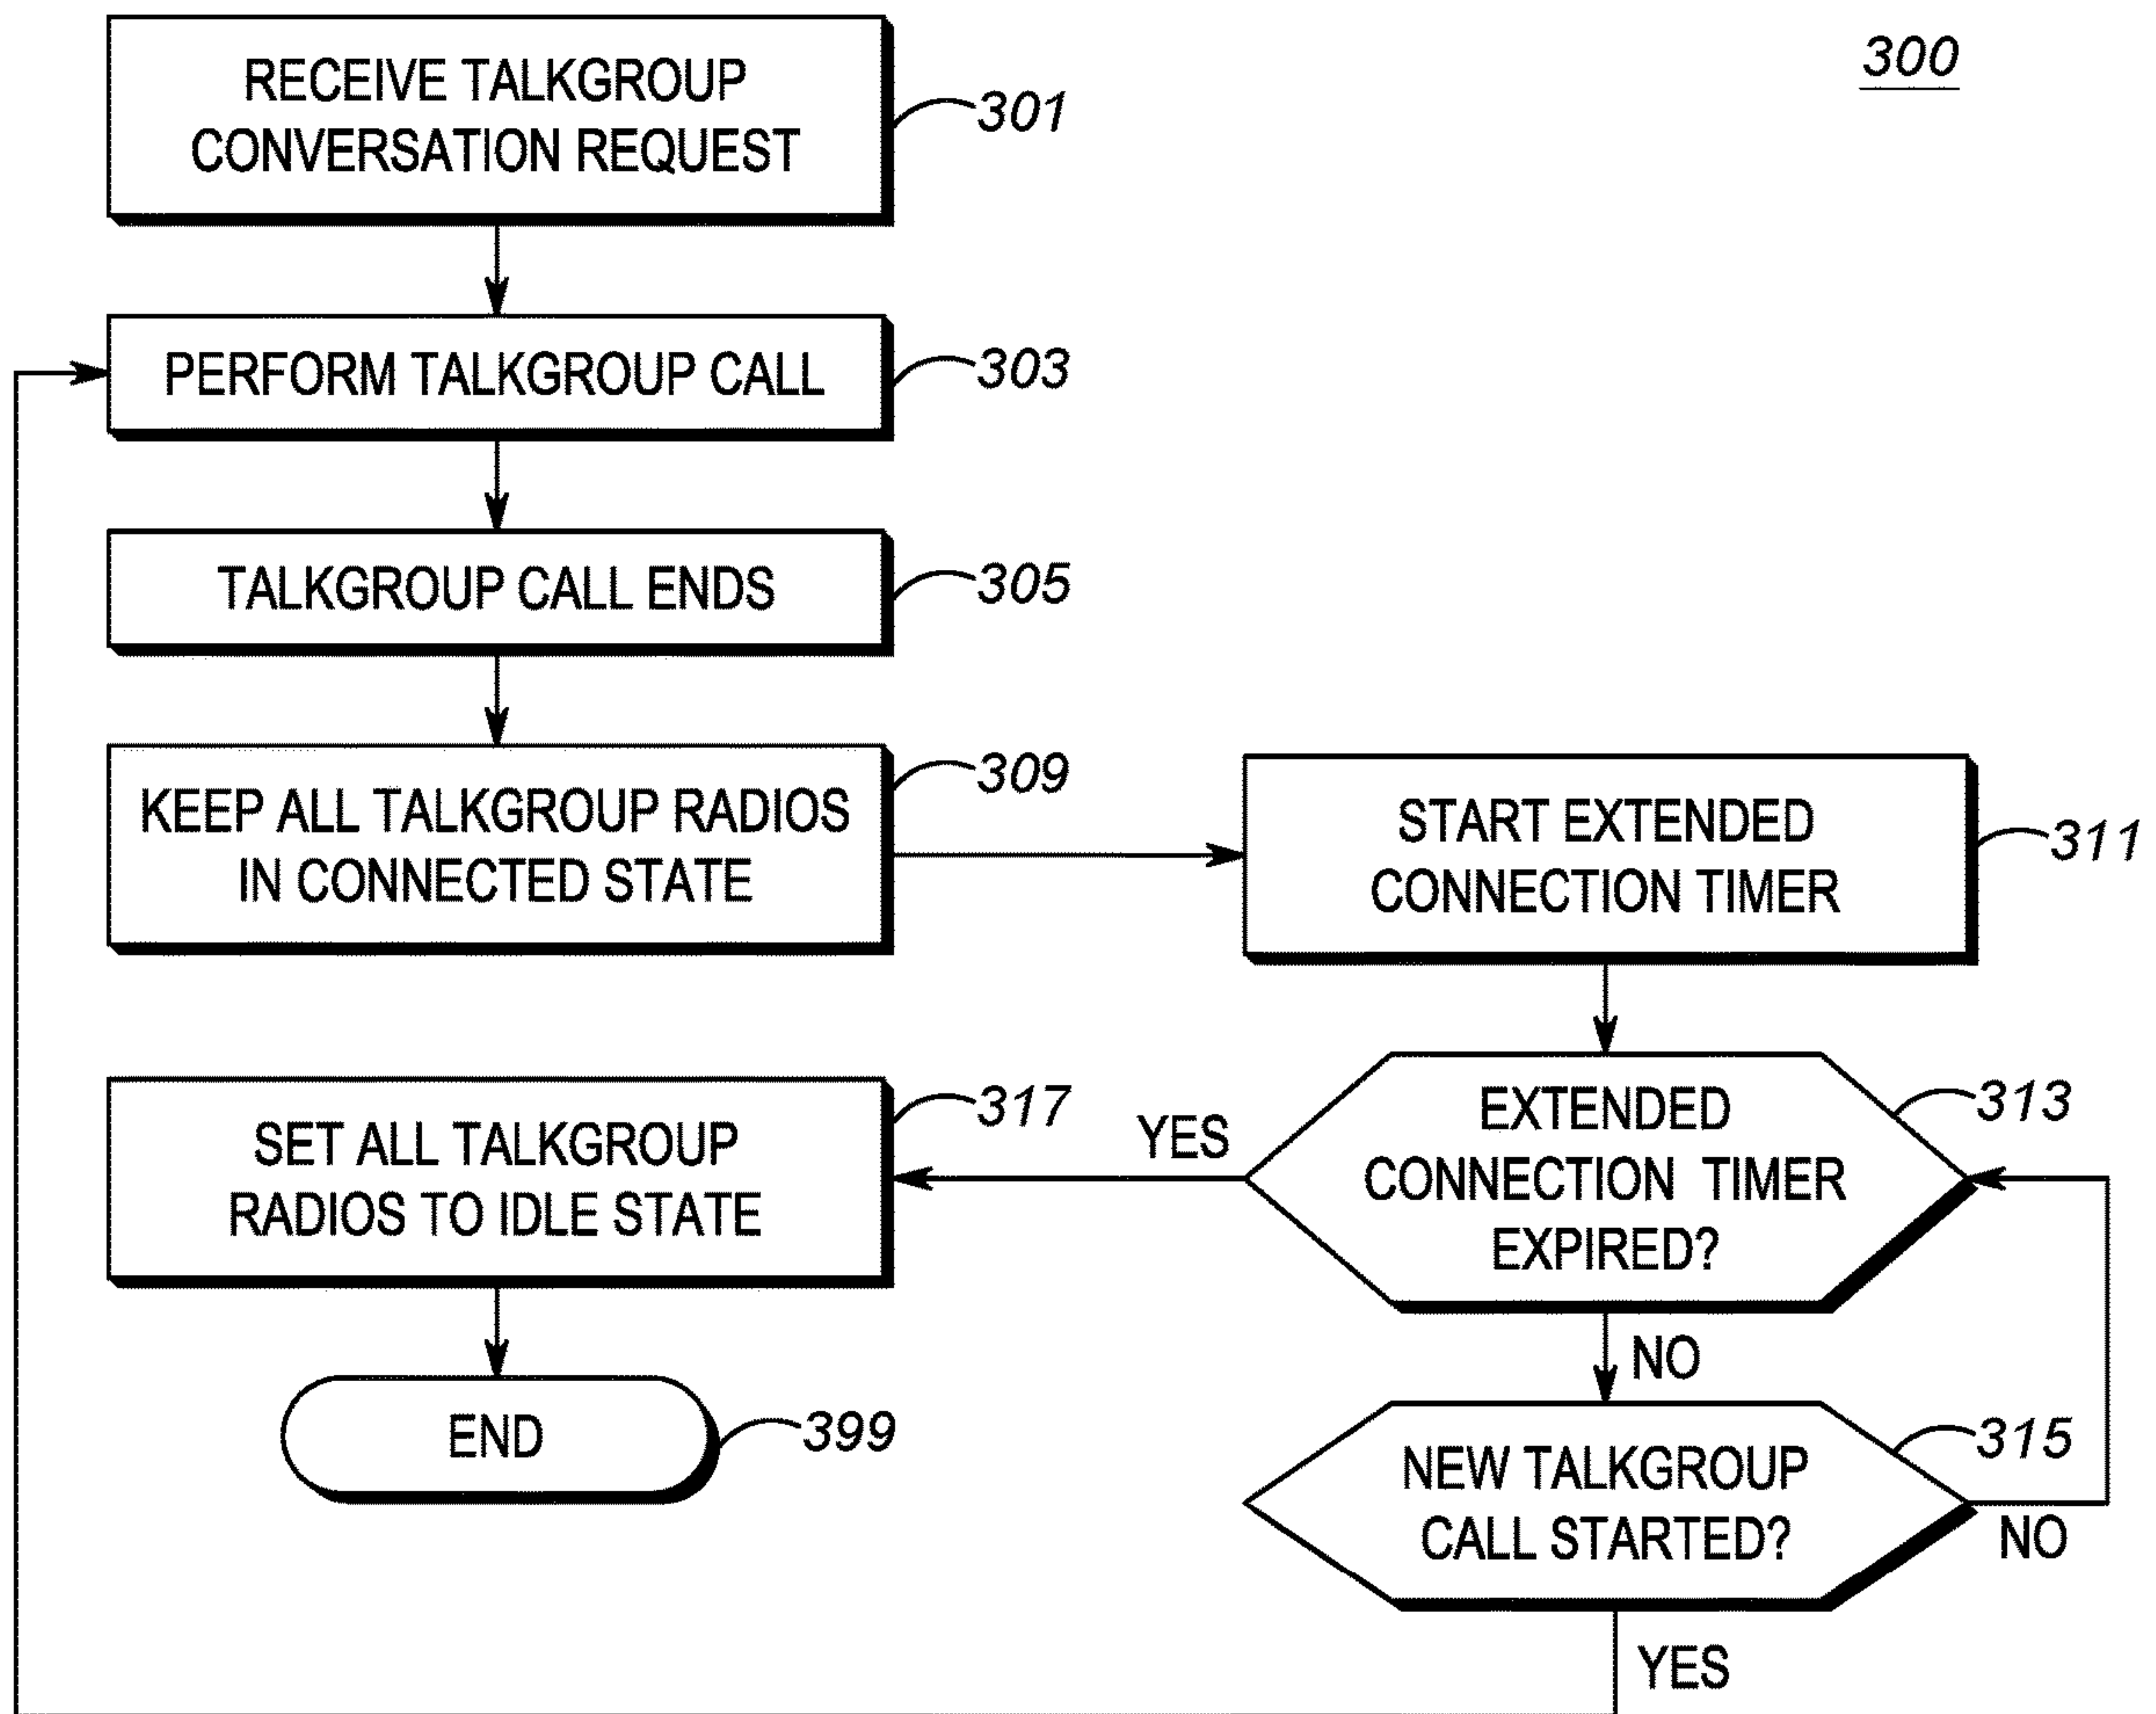 300
RECEIVE TALKGROUP
CONVERSATION REQUEST
301
PERFORM TALKGROUP CALL
303
TALKGROUP CALL ENDS
305
KEEP ALL TALKGROUP RADIOS
IN CONNECTED STATE
309
START EXTENDED
CONNECTION TIMER
311
EXTENDED
CONNECTION TIMER
EXPIRED?
313
YES
NO
SET ALL TALKGROUP
RADIOS TO IDLE STATE
317
END
399
NEW TALKGROUP
CALL STARTED?
315
NO
YES